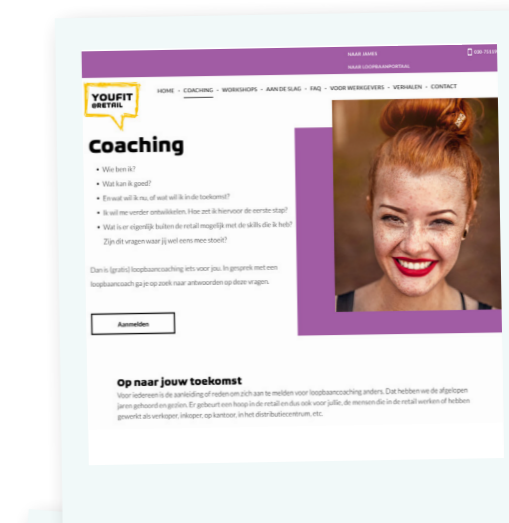 NAAR JAMES
NAAR LOOPBAANPORTAAL
YOUFIT
@RETAIL
HOME - COACHING - WORKSHOPS - AAN DE SLAG - FAQ - VOOR WERKGEVERS - VERHALEN - CONTACT
Coaching
• Wie ben ik?
• Wat kan ik goed?
• En wat wil ik nu, of wat wil ik in de toekomst?
• Ik wil me verder ontwikkelen. Hoe zet ik hiervoor de eerste stap?
• Wat is er eigenlijk buiten de retail mogelijk met de skills die ik heb?
Zijn dit vragen waar jij wel eens mee stoeit?
Dan is (gratis) loopbaancoaching iets voor jou. In gesprek met een
loopbaancoach ga je op zoek naar antwoorden op deze vragen.
Aanmelden
Op naar jouw toekomst
Voor iedereen is de aanleiding of reden om zich aan te melden voor loopbaancoaching anders. Dat hebben we de afgelopen
jaren gehoord en gezien. Er gebeurt een hoop in de retail en dus ook voor jullie, de mensen die in de retail werken of hebben
gewerkt als verkoper, inkoper, op kantoor, in het distributiecentrum, etc.